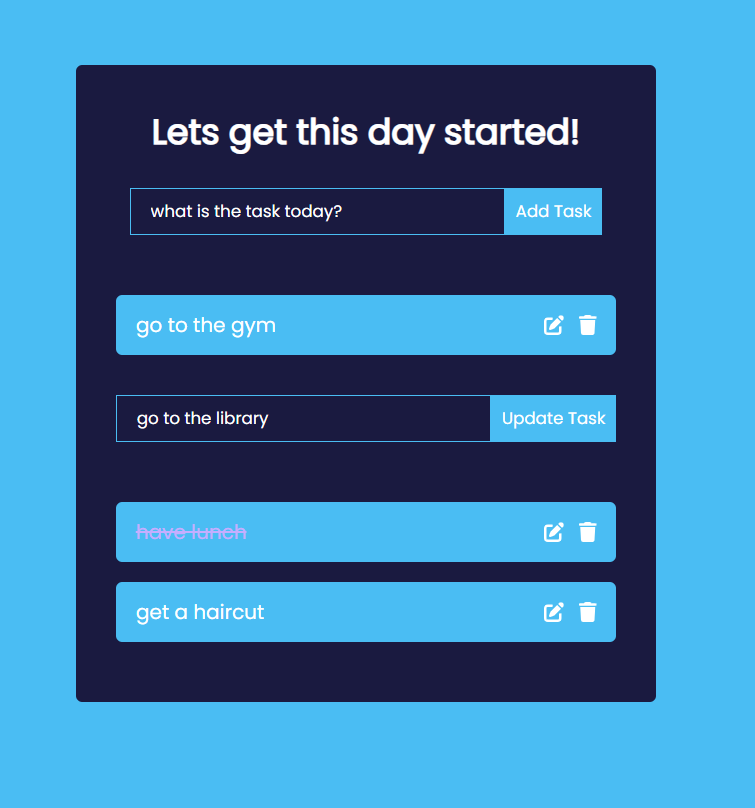 Lets get this day started!
what is the task today? Add Task
go to the gym
go to the library Update Task
have lunch
get a haircut